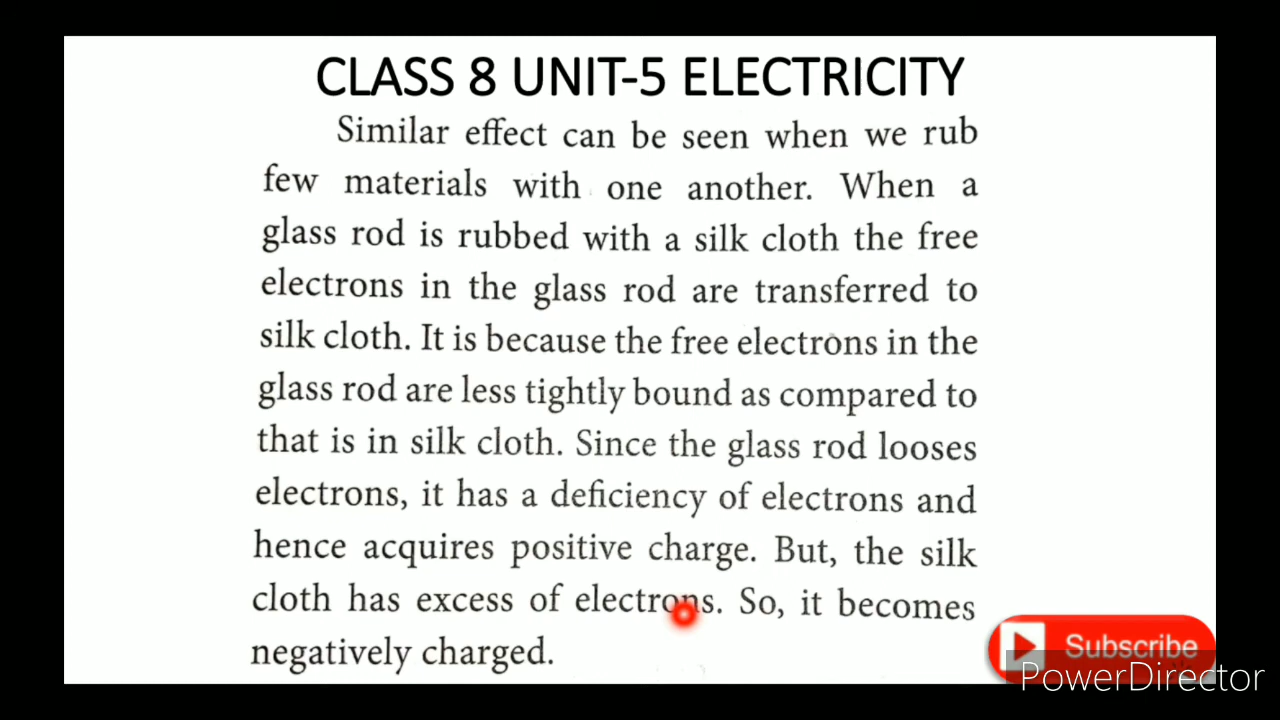 CLASS 8 UNIT-5 ELECTRICITY
Similar effect can be seen when we rub
few materials with one another. When a
glass rod is rubbed with a silk cloth the free
electrons in the glass rod are transferred to
silk cloth. It is because the free electrons in the
glass rod are less tightly bound as compared to
that is in silk cloth. Since the glass rod looses
electrons, it has a deficiency of electrons and
hence acquires positive charge. But, the silk
cloth has excess of electrons. So, it becomes
negatively charged.
Subscribe
PowerDirector